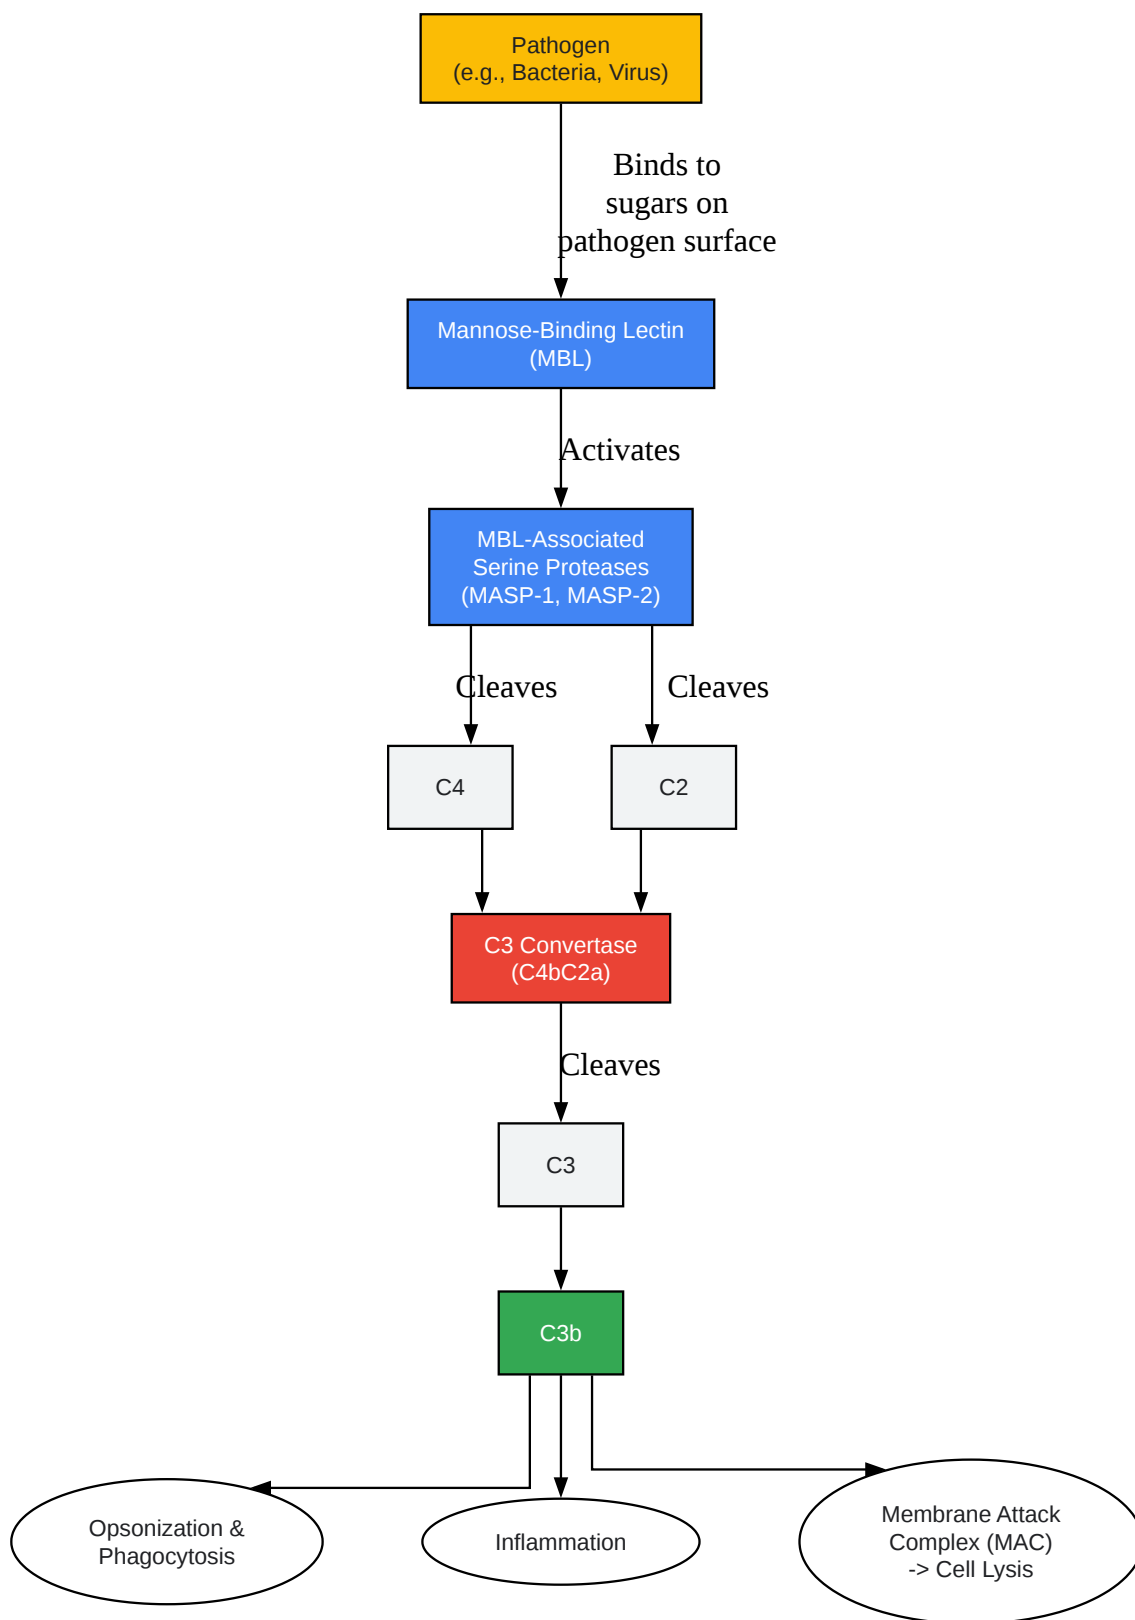 Pathogen
(e.g., Bacteria, Virus)
Binds to
sugars on
pathogen surface
Mannose-Binding Lectin
(MBL)
Activates
MBL-Associated
Serine Proteases
(MASP-1, MASP-2)
Cleaves
Cleaves
C4
C2
C3 Convertase
(C4bC2a)
Cleaves
C3
C3b
Opsonization &
Phagocytosis
Inflammation
Membrane Attack
Complex (MAC)
-> Cell Lysis